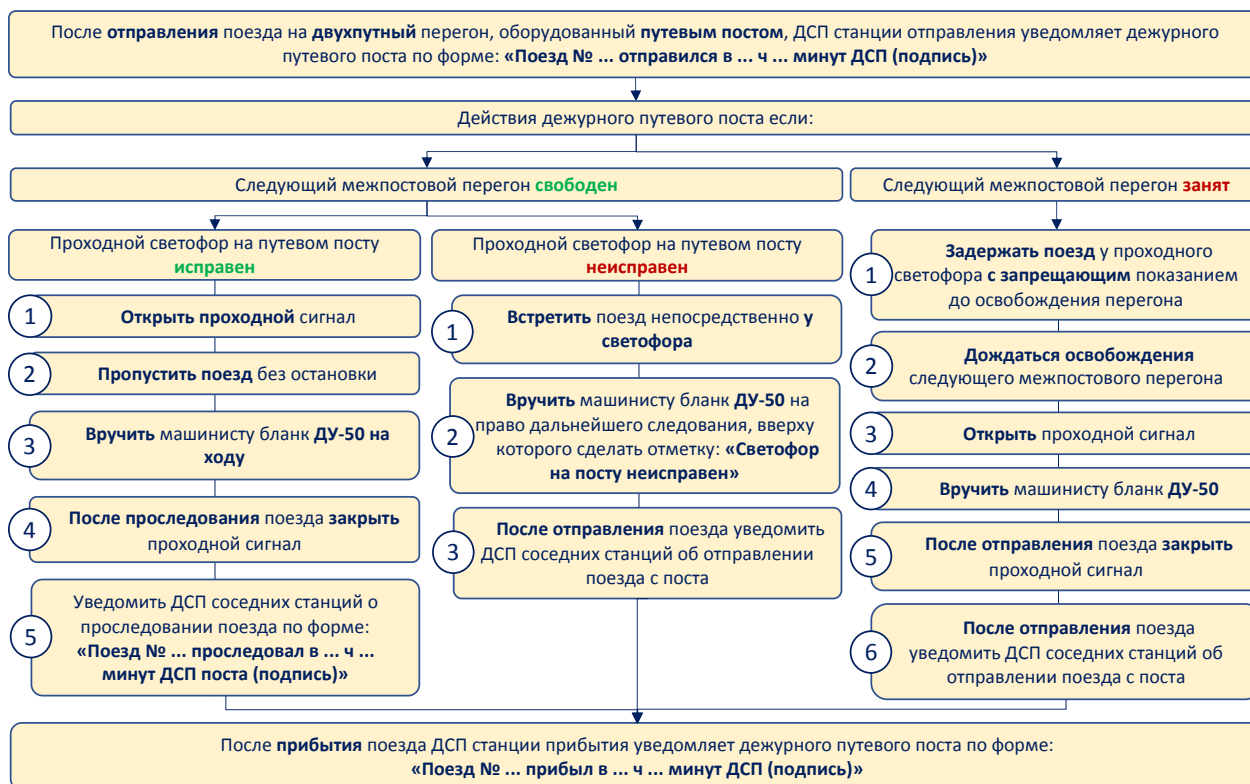 После отправления поезда на двухпутный перегон, оборудованный путевым постом, ДСП станции отправления уведомляет дежурного
путевого поста по форме: «Поезд № ... отправился в ... ч ... минут ДСП (подпись)»
Действия дежурного путевого поста если:
Следующий межпостовой перегон свободен
Следующий межпостовой перегон занят
Проходной светофор на путевом посту
исправен
1
Открыть проходной сигнал
2
Пропустить поезд без остановки
3
Вручить машинисту бланк ДУ-50 на
ходу
4
После проследования поезда закрыть
проходной сигнал
5
Уведомить ДСП соседних станций о
проследовании поезда по форме:
«Поезд № ... проследовал в ... ч ...
минут ДСП поста (подпись)»
Проходной светофор на путевом посту
неисправен
1
Встретить поезд непосредственно у
светофора
2
Вручить машинисту бланк ДУ-50 на
право дальнейшего следования, вверху
которого сделать отметку: «Светофор
на посту неисправен»
3
После отправления поезда уведомить
ДСП соседних станций об отправлении
поезда с поста
1
Задержать поезд у проходного
светофора с запрещающим показанием
до освобождения перегона
2
Дождаться освобождения
следующего межпостового перегона
3
Открыть проходной сигнал
4
Вручить машинисту бланк ДУ-50
5
После отправления поезда закрыть
проходной сигнал
6
После отправления поезда
уведомить ДСП соседних станций об
отправлении поезда с поста
После прибытия поезда ДСП станции прибытия уведомляет дежурного путевого поста по форме:
«Поезд № ... прибыл в ... ч ... минут ДСП (подпись)»